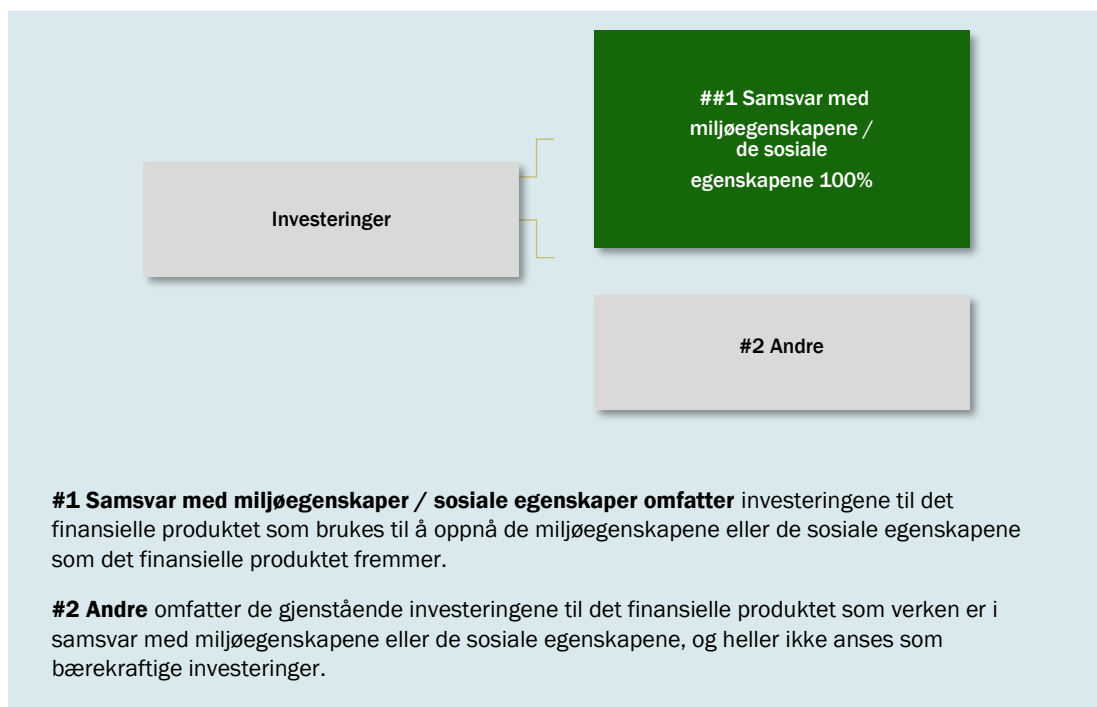 ##1 Samsvar med
miljøegenskapene /
de sosiale
egenskapene 100%
Investeringer
#2 Andre
#1 Samsvar med miljøegenskaper / sosiale egenskaper omfatter investeringene til det
finansielle produktet som brukes til å oppnå de miljøegenskapene eller de sosiale egenskapene
som det finansielle produktet fremmer.
#2 Andre omfatter de gjenstående investeringene til det finansielle produktet som verken er i
samsvar med miljøegenskapene eller de sosiale egenskapene, og heller ikke anses som
bærekraftige investeringer.